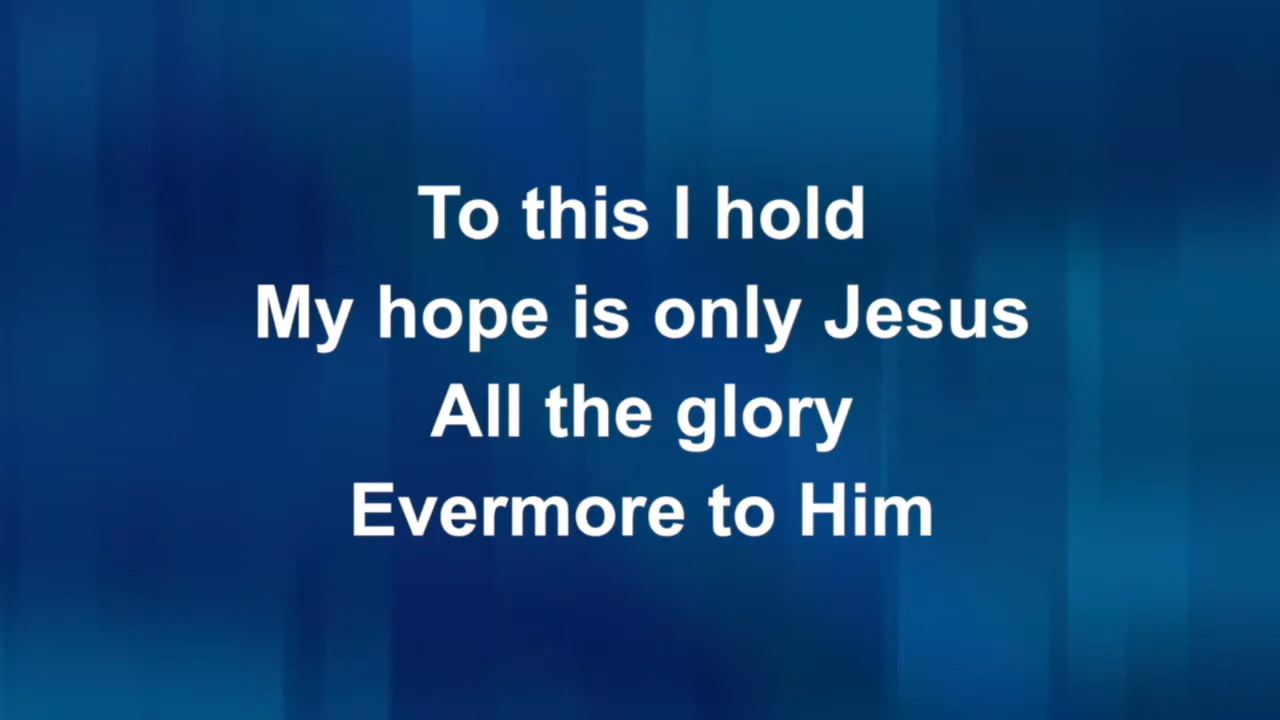 To this I hold
My hope is only Jesus
All the glory
Evermore to Him